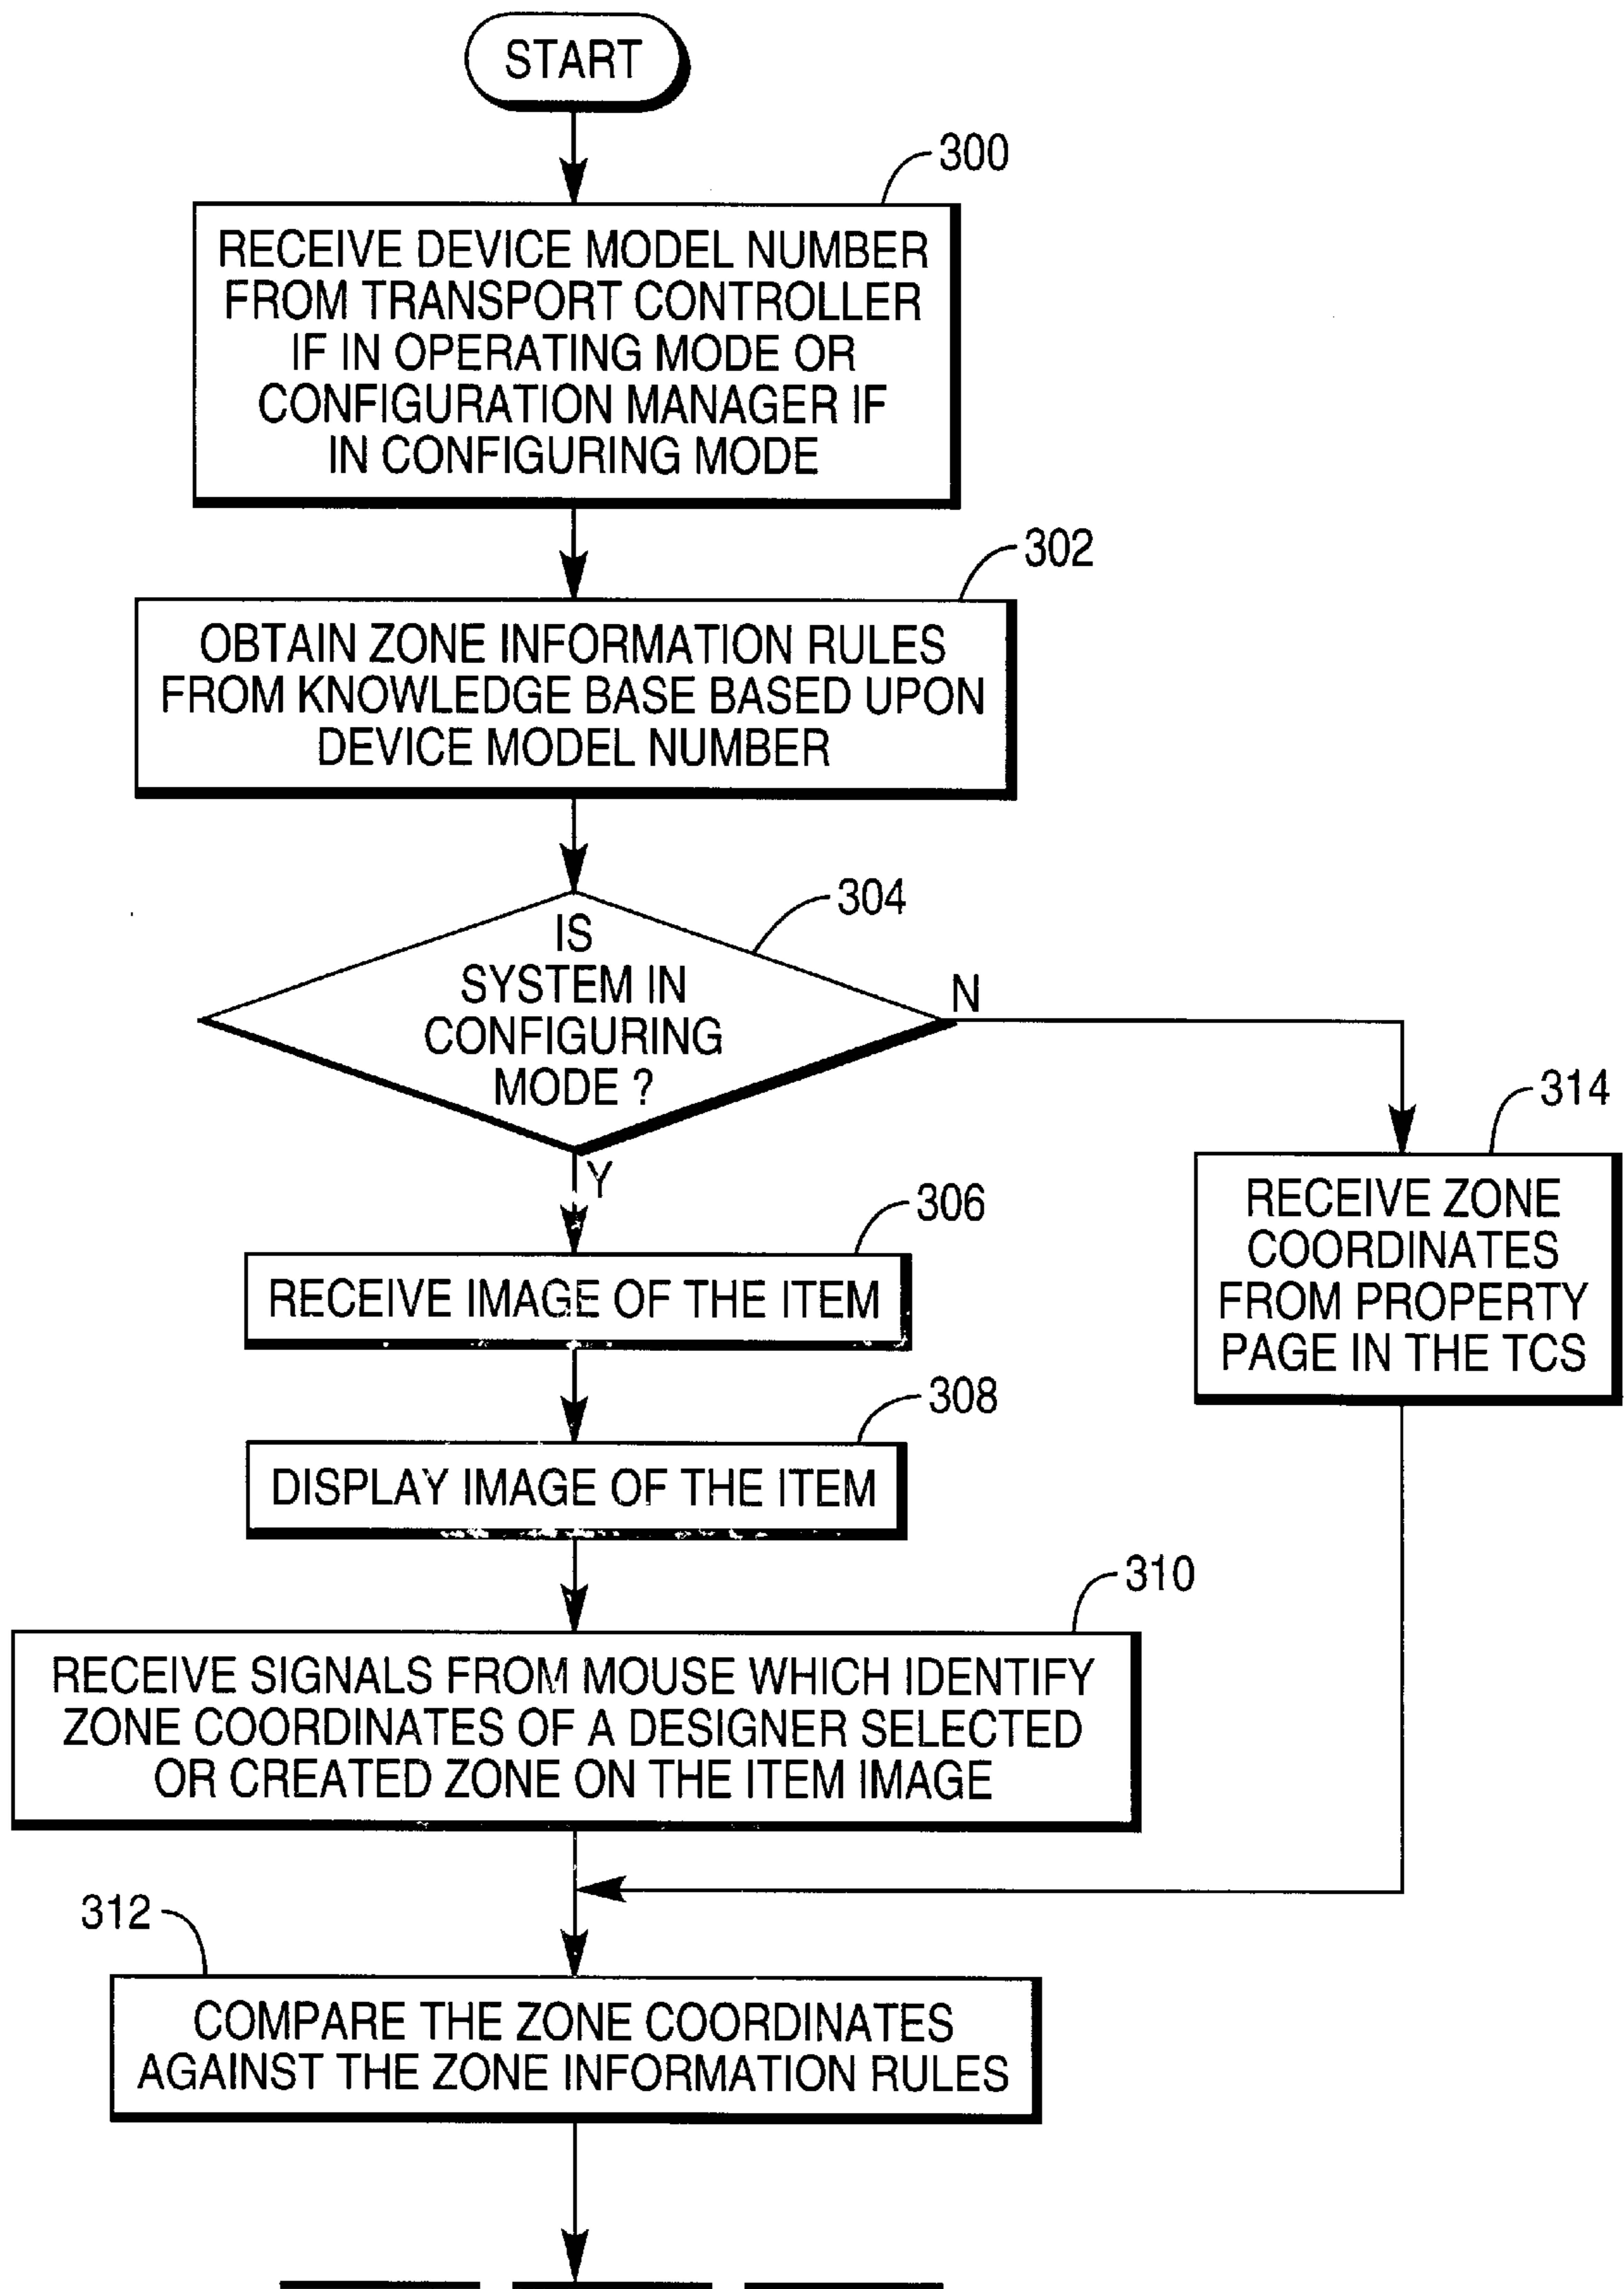 START
300
RECEIVE DEVICE MODEL NUMBER
FROM TRANSPORT CONTROLLER
IF IN OPERATING MODE OR
CONFIGURATION MANAGER IF
IN CONFIGURING MODE
302
OBTAIN ZONE INFORMATION RULES
FROM KNOWLEDGE BASE BASED UPON
DEVICE MODEL NUMBER
304
IS
SYSTEM IN
CONFIGURING
MODE ?
N
Y
314
RECEIVE ZONE
COORDINATES
FROM PROPERTY
PAGE IN THE TCS
306
RECEIVE IMAGE OF THE ITEM
308
DISPLAY IMAGE OF THE ITEM
310
RECEIVE SIGNALS FROM MOUSE WHICH IDENTIFY
ZONE COORDINATES OF A DESIGNER SELECTED
OR CREATED ZONE ON THE ITEM IMAGE
312
COMPARE THE ZONE COORDINATES
AGAINST THE ZONE INFORMATION RULES